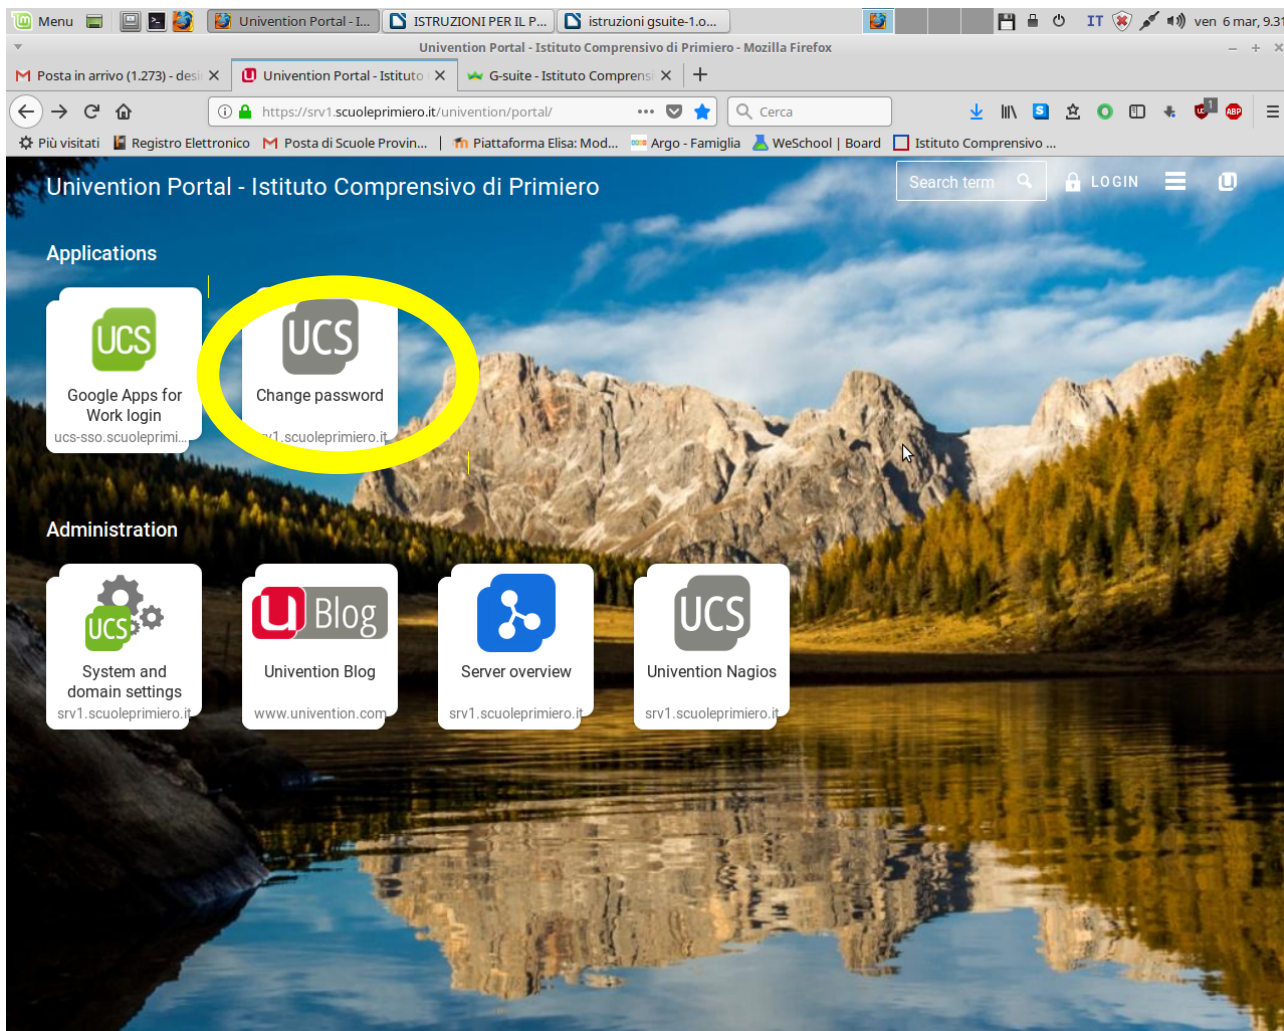 Menu
Univention Portal - I...
ISTRUZIONI PER IL P...
istruzioni gsuite-1.o...
IT
ven 6 mar, 9.31
Univention Portal - Istituto Comprensivo di Primiero - Mozilla Firefox
Posta in arrivo (1.273) - desi
Univention Portal - Istituto
G-suite - Istituto Comprensi
https://srv1.scuoleprimiero.it/univention/portal/
Cerca
S
1
ABP
Più visitati
Registro Elettronico
Posta di Scuole Provin...
Piattaforma Elisa: Mod...
Argo - Famiglia
WeSchool | Board
Istituto Comprensivo ...
Univention Portal - Istituto Comprensivo di Primiero
Search term
LOGIN
Applications
UCS
Google Apps for
Work login
ucs-sso.scuoleprimi...
UCS
Change password
srv1.scuoleprimiero.it
Administration
UCS
System and
domain settings
srv1.scuoleprimiero.it
U Blog
Univention Blog
www.univention.com
Server overview
srv1.scuoleprimiero.it
UCS
Univention Nagios
srv1.scuoleprimiero.it